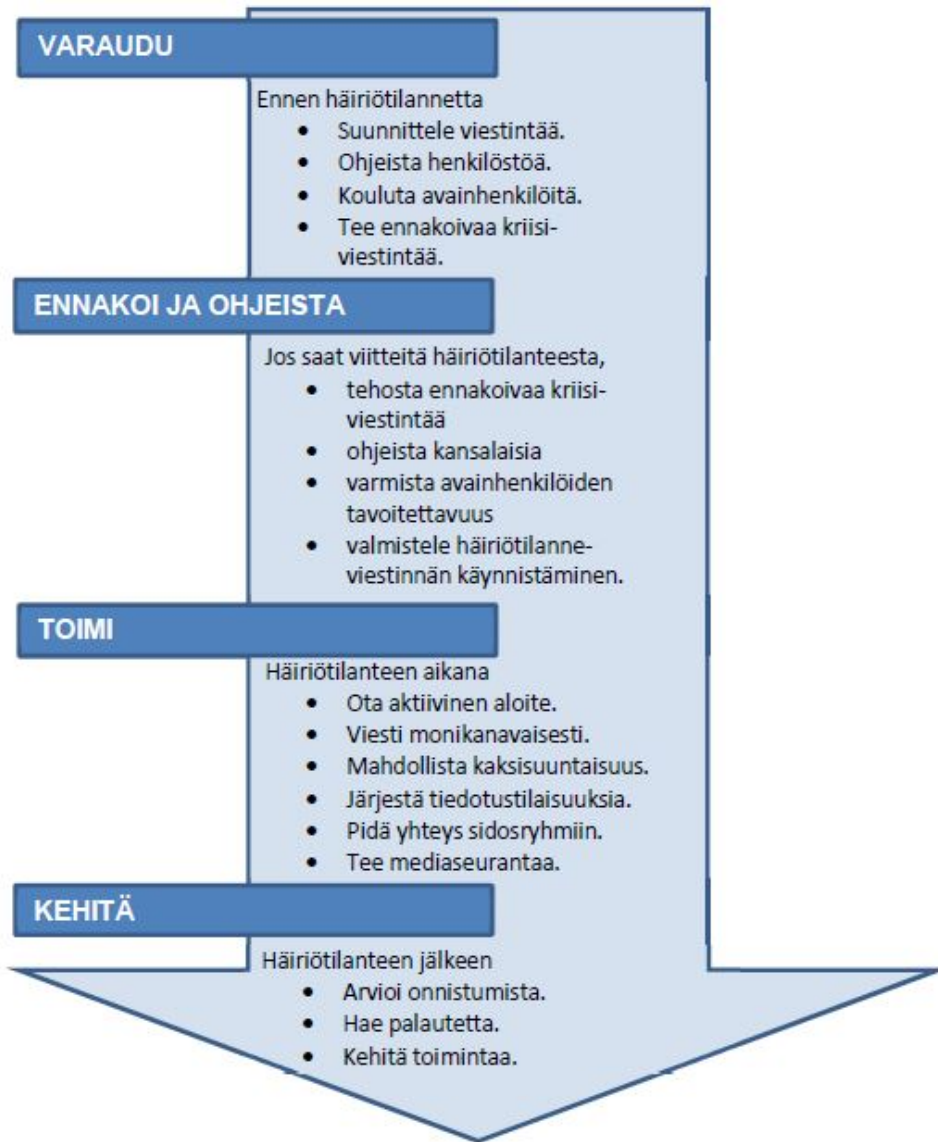 VARAUDU
Ennen häiriötilannetta
• Suunnittele viestintää.
• Ohjeista henkilöstöä.
• Kouluta avainhenkilöitä.
• Tee ennakoivaa kriisi-
viestintää.
ENNAKOI JA OHJEISTA
Jos saat viitteitä häiriötilanteesta,
• tehosta ennakoivaa kriisi-
viestintää
• ohjeista kansalaisia
• varmista avainhenkilöiden
tavoitettavuus
• valmistele häiriötilanne-
viestinnän käynnistäminen.
TOIMI
Häiriötilanteen aikana
• Ota aktiivinen aloite.
• Viesti monikanavaisesti.
• Mahdollista kaksisuuntaisuus.
• Järjestä tiedotustilaisuuksia.
• Pidä yhteys sidosryhmiin.
• Tee mediaseurantaa.
KEHITÄ
Häiriötilanteen jälkeen
• Arvioi onnistumista.
• Hae palautetta.
• Kehitä toimintaa.